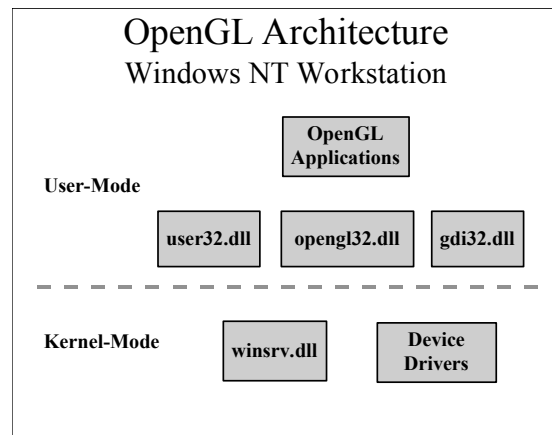 OpenGL Architecture
Windows NT Workstation
OpenGL
Applications
User-Mode
user32.dll
opengl32.dll
gdi32.dll
Kernel-Mode
winsrv.dll
Device
Drivers